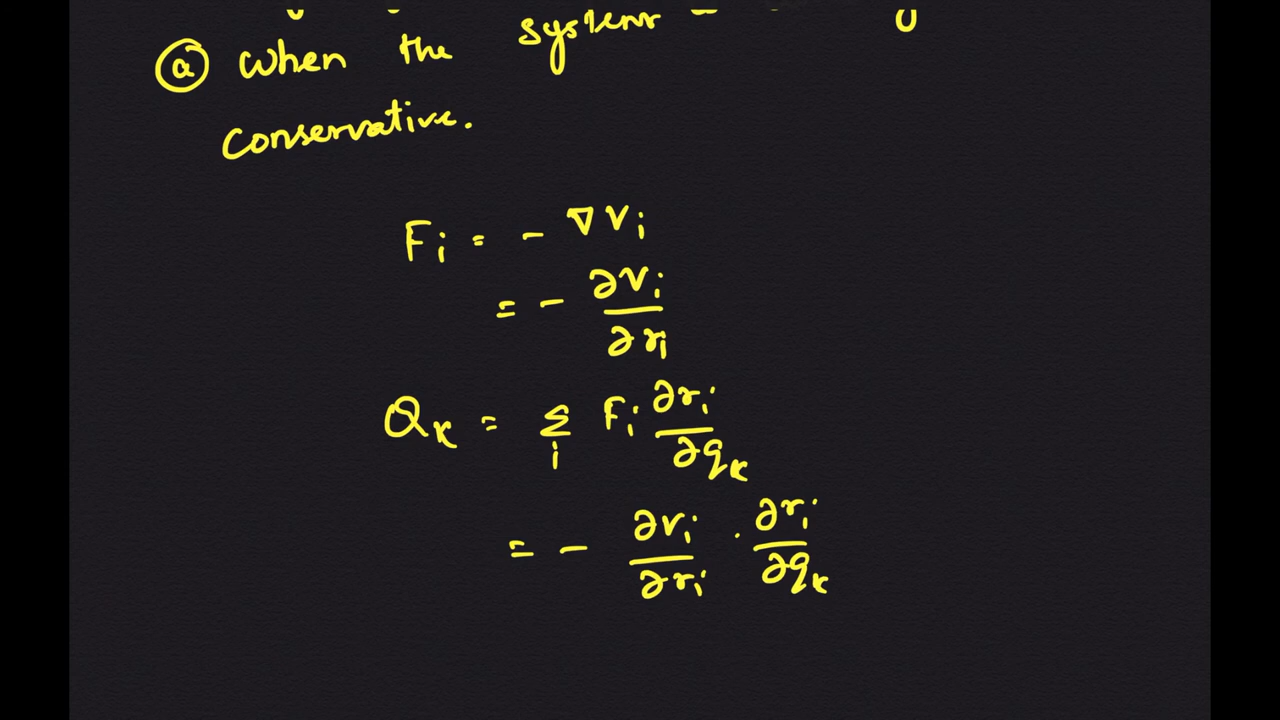 ⓐ When the system
Conservative.
Fᵢ = - ∇Vᵢ
= - ∂Vᵢ/∂rᵢ
Qₖ = Σᵢ Fᵢ ∂rᵢ/∂qₖ
= - ∂vᵢ/∂rᵢ · ∂rᵢ/∂qₖ